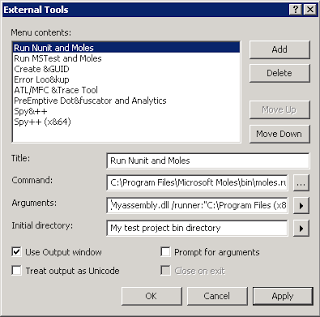 External Tools
Menu contents:
Run Nunit and Moles
Run MSTest and Moles
Create &GUID
Error Loo&kup
ATL/MFC &Trace Tool
PreEmptive Dot&fuscator and Analytics
Spy&++
Spy++ (x&64)
Add
Delete
Move Up
Move Down
Title:
Run Nunit and Moles
Command:
C:\Program Files\Microsoft Moles\bin\moles.ru
...
Arguments:
Myassembly.dll /runner:"C:\Program Files (x8
Initial directory:
My test project bin directory
Use Output window
Prompt for arguments
Treat output as Unicode
Close on exit
OK
Cancel
Apply